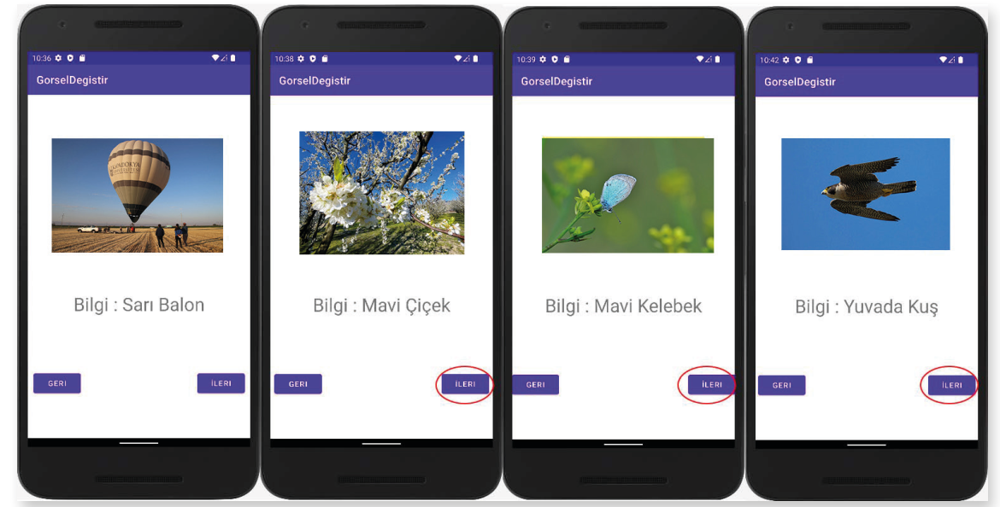 10:36
GorselDegistir
KAPADOKYA
Bilgi : Sarı Balon
GERI
İLERI
10:38
GorselDegistir
Bilgi : Mavi Çiçek
GERI
İLERI
10:39
GorselDegistir
Bilgi : Mavi Kelebek
GERI
İLERI
10:42
GorselDegistir
Bilgi : Yuvada Kuş
GERI
İLERI